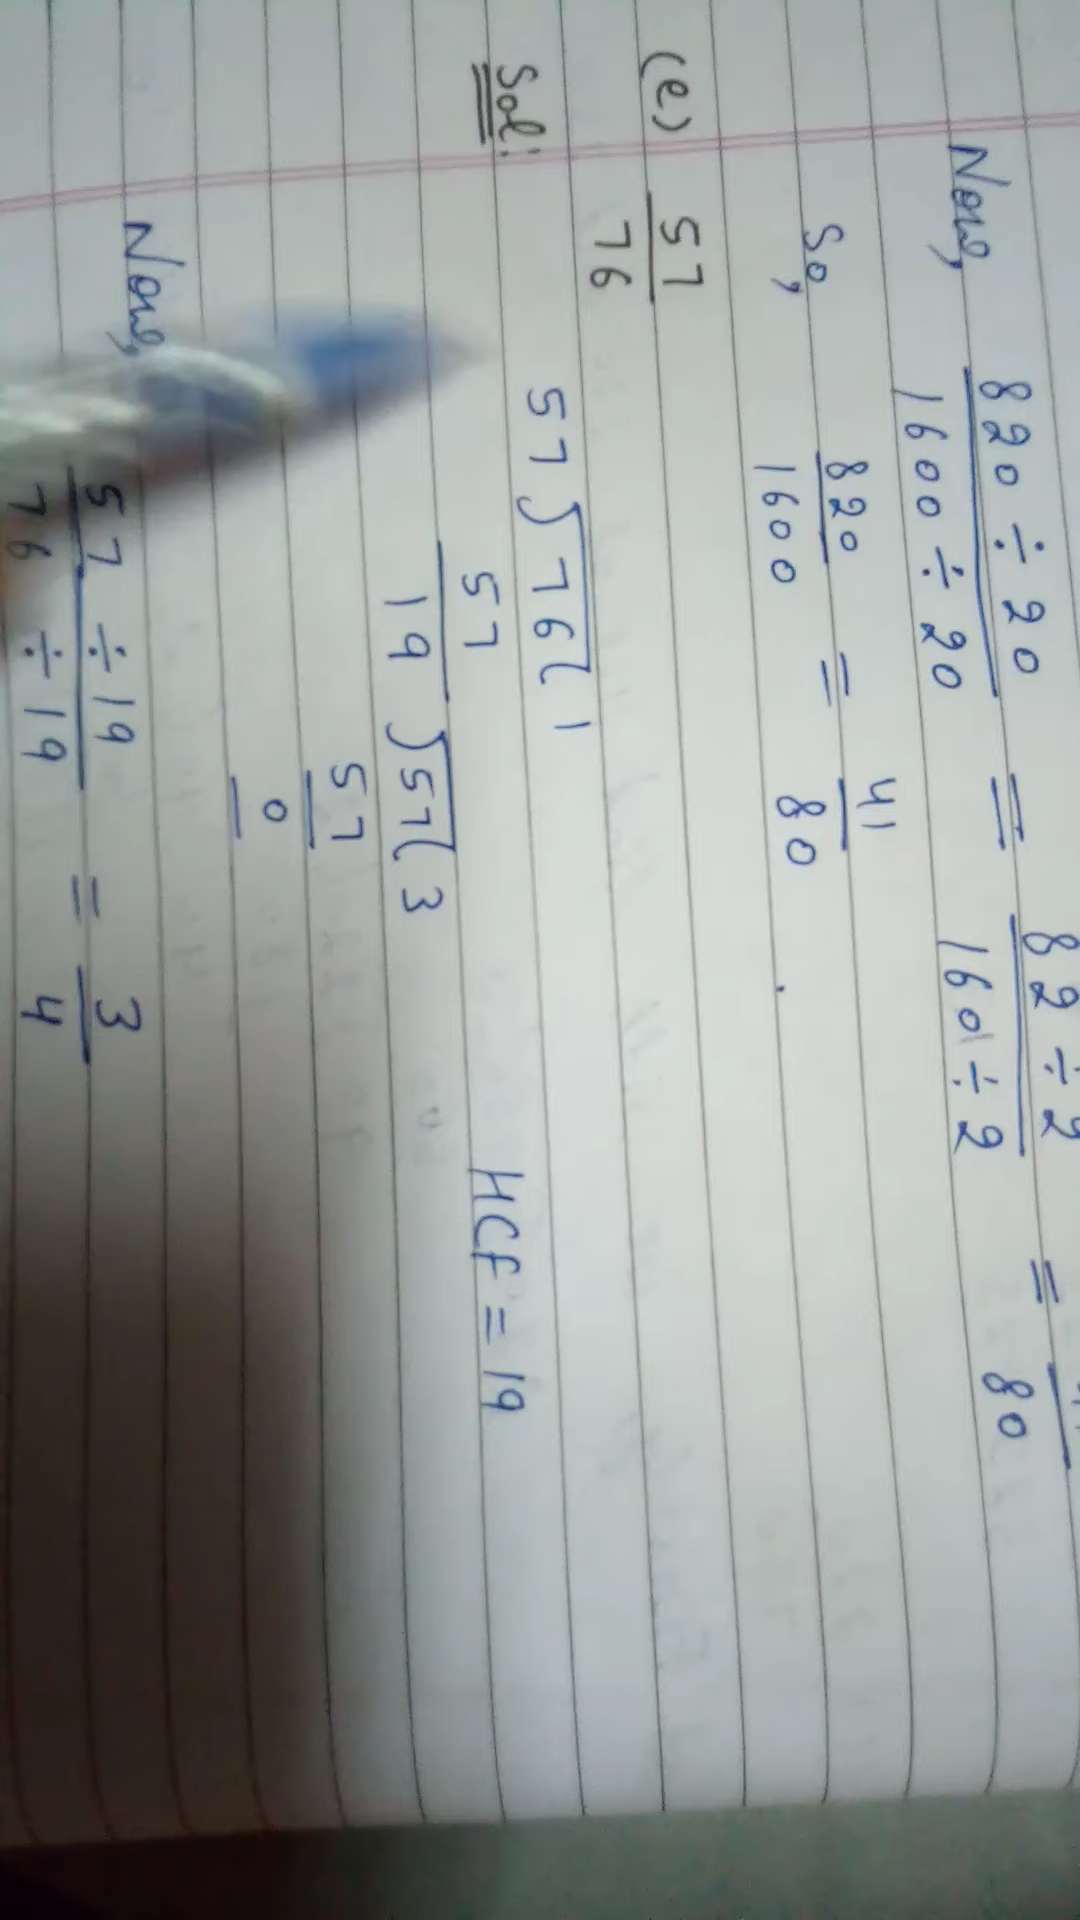 Now, 820 ÷ 20 = 82 ÷ 2 =
1600 ÷ 20 160 ÷ 2 80
So, 820 = 41
1600 80
(e) 57
76
Sol:
57)76(1
57
19)57(3
57
0
HCF = 19
Now, 57 ÷ 19 = 3
76 ÷ 19 4